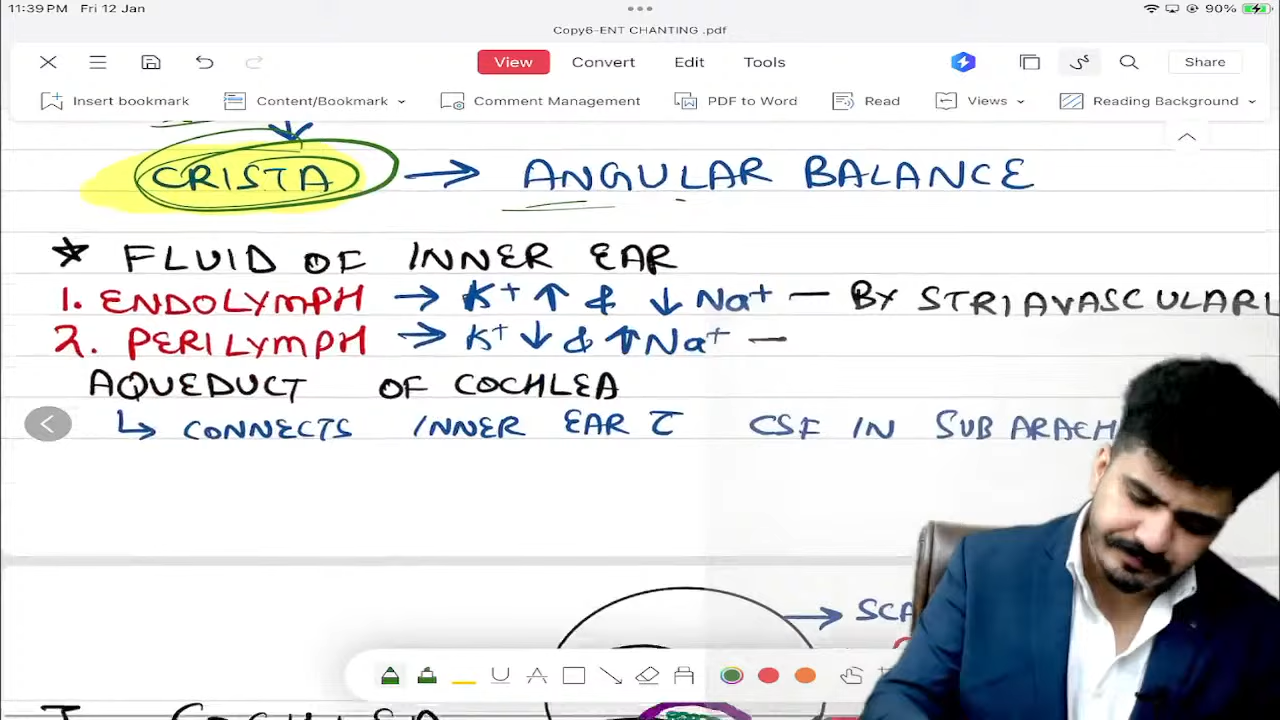 11:39 PM Fri 12 Jan
90%
Copy6-ENT CHANTING .pdf
View Convert Edit Tools Share
Insert bookmark Content/Bookmark Comment Management PDF to Word Read Views Reading Background
CRISTA → ANGULAR BALANCE
* FLUID OF INNER EAR
1. ENDOLYMPH → K+ ↑ & ↓ Na+ — BY STRIAVASCULARI
2. PERILYMPH → K+ ↓ & ↑ Na+ —
AQUEDUCT OF COCHLEA
↳ CONNECTS INNER EAR C̅ CSF IN SUB ARACH
→ SCA
I. COCHLEA